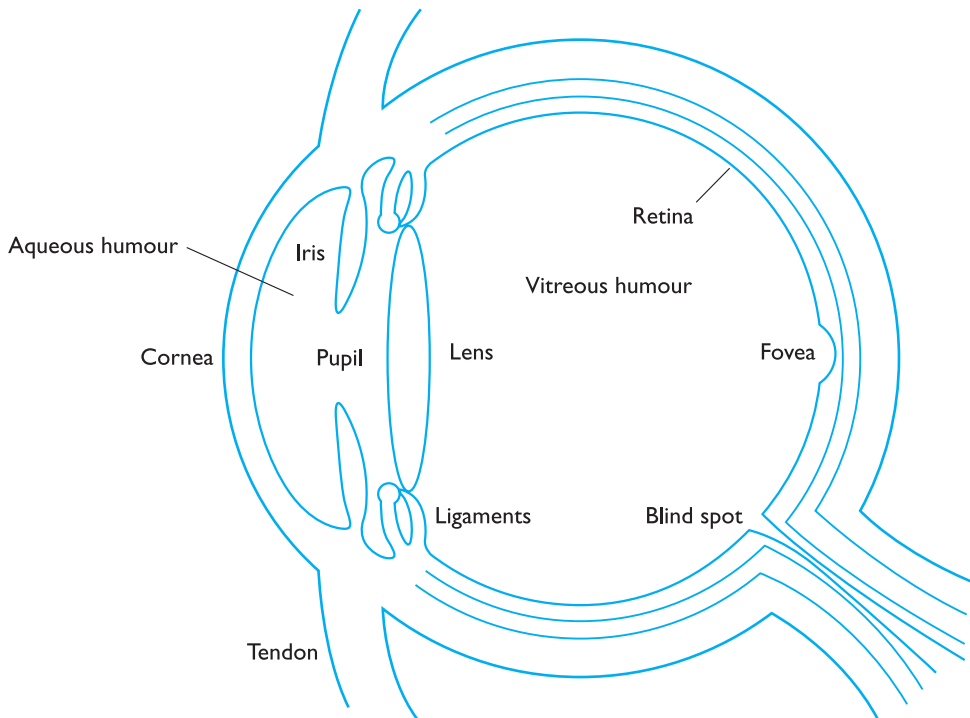 Retina
Aqueous humour
Iris
Vitreous humour
Cornea
Pupil
Lens
Fovea
Ligaments
Blind spot
Tendon